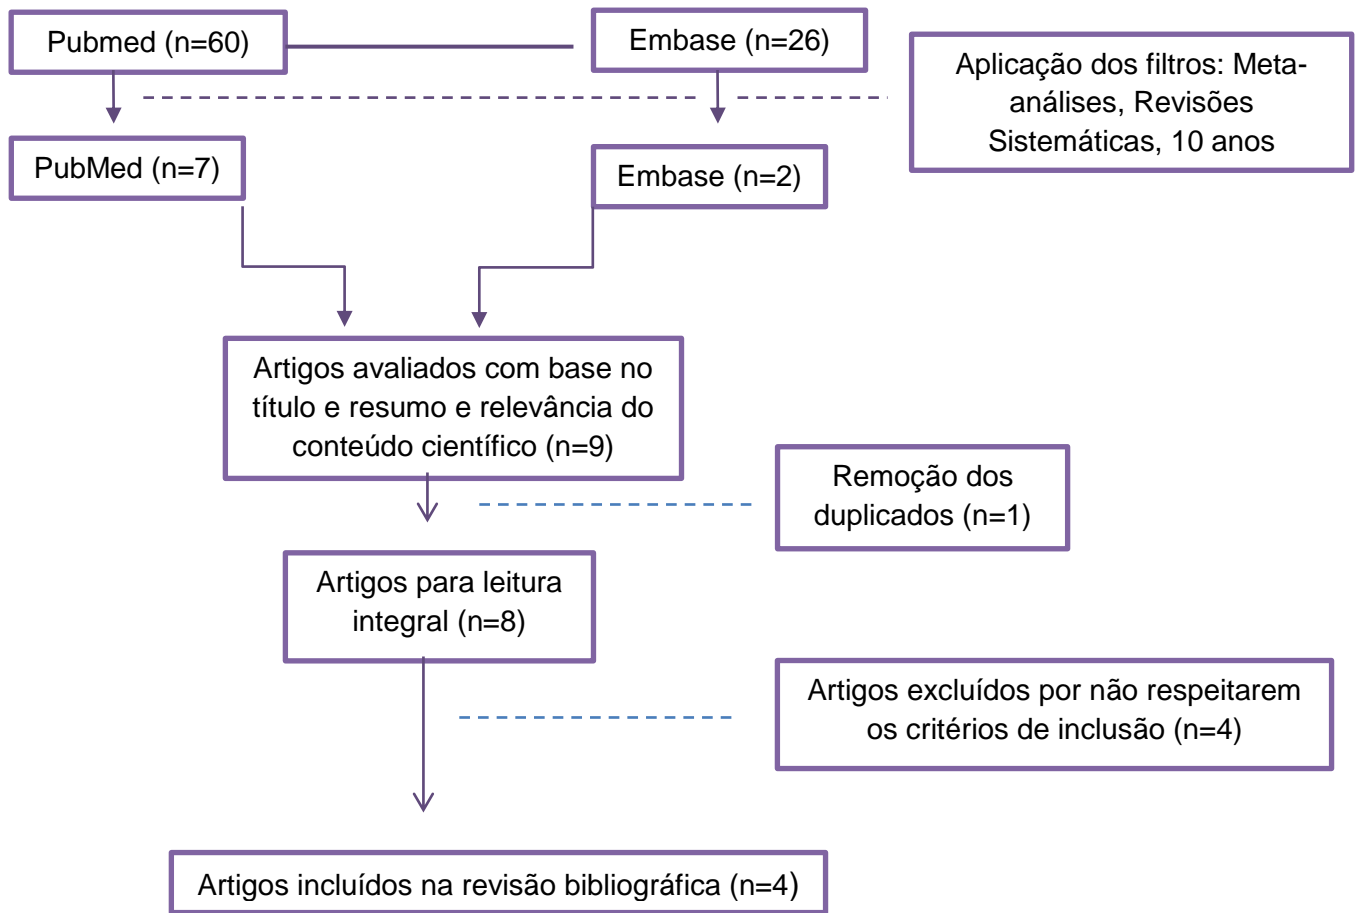 Pubmed (n=60)
Embase (n=26)
Aplicação dos filtros: Meta-
análises, Revisões
Sistemáticas, 10 anos
PubMed (n=7)
Embase (n=2)
Artigos avaliados com base no
título e resumo e relevância do
conteúdo científico (n=9)
Remoção dos
duplicados (n=1)
Artigos para leitura
integral (n=8)
Artigos excluídos por não respeitarem
os critérios de inclusão (n=4)
Artigos incluídos na revisão bibliográfica (n=4)